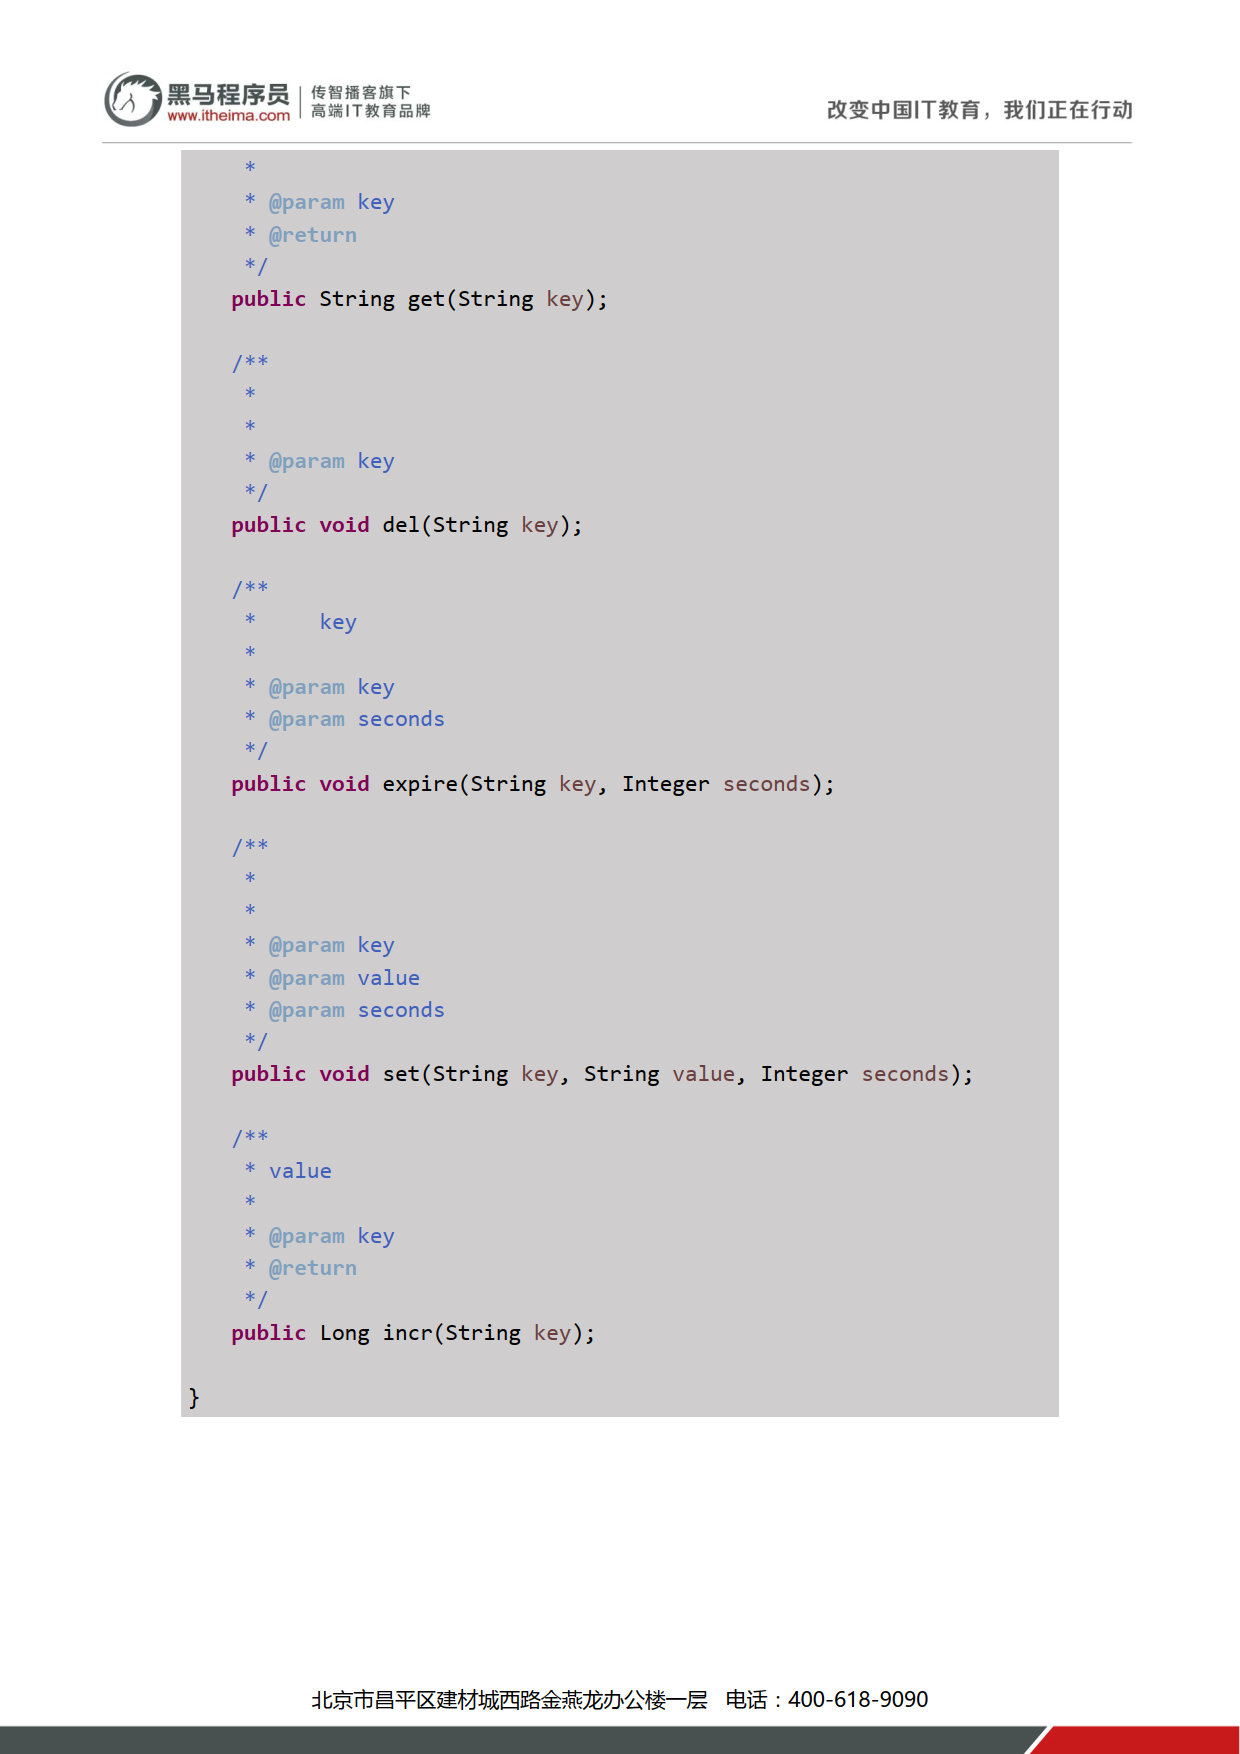 黑马程序员
www.itheima.com
传智播客旗下
高端IT教育品牌
改变中国IT教育，我们正在行动
     *
     * @param key
     * @return
     */
    public String get(String key);

    /**
     *
     *
     * @param key
     */
    public void del(String key);

    /**
     *     key
     *
     * @param key
     * @param seconds
     */
    public void expire(String key, Integer seconds);

    /**
     *
     *
     * @param key
     * @param value
     * @param seconds
     */
    public void set(String key, String value, Integer seconds);

    /**
     * value
     *
     * @param key
     * @return
     */
    public Long incr(String key);

}
北京市昌平区建材城西路金燕龙办公楼一层 电话：400-618-9090